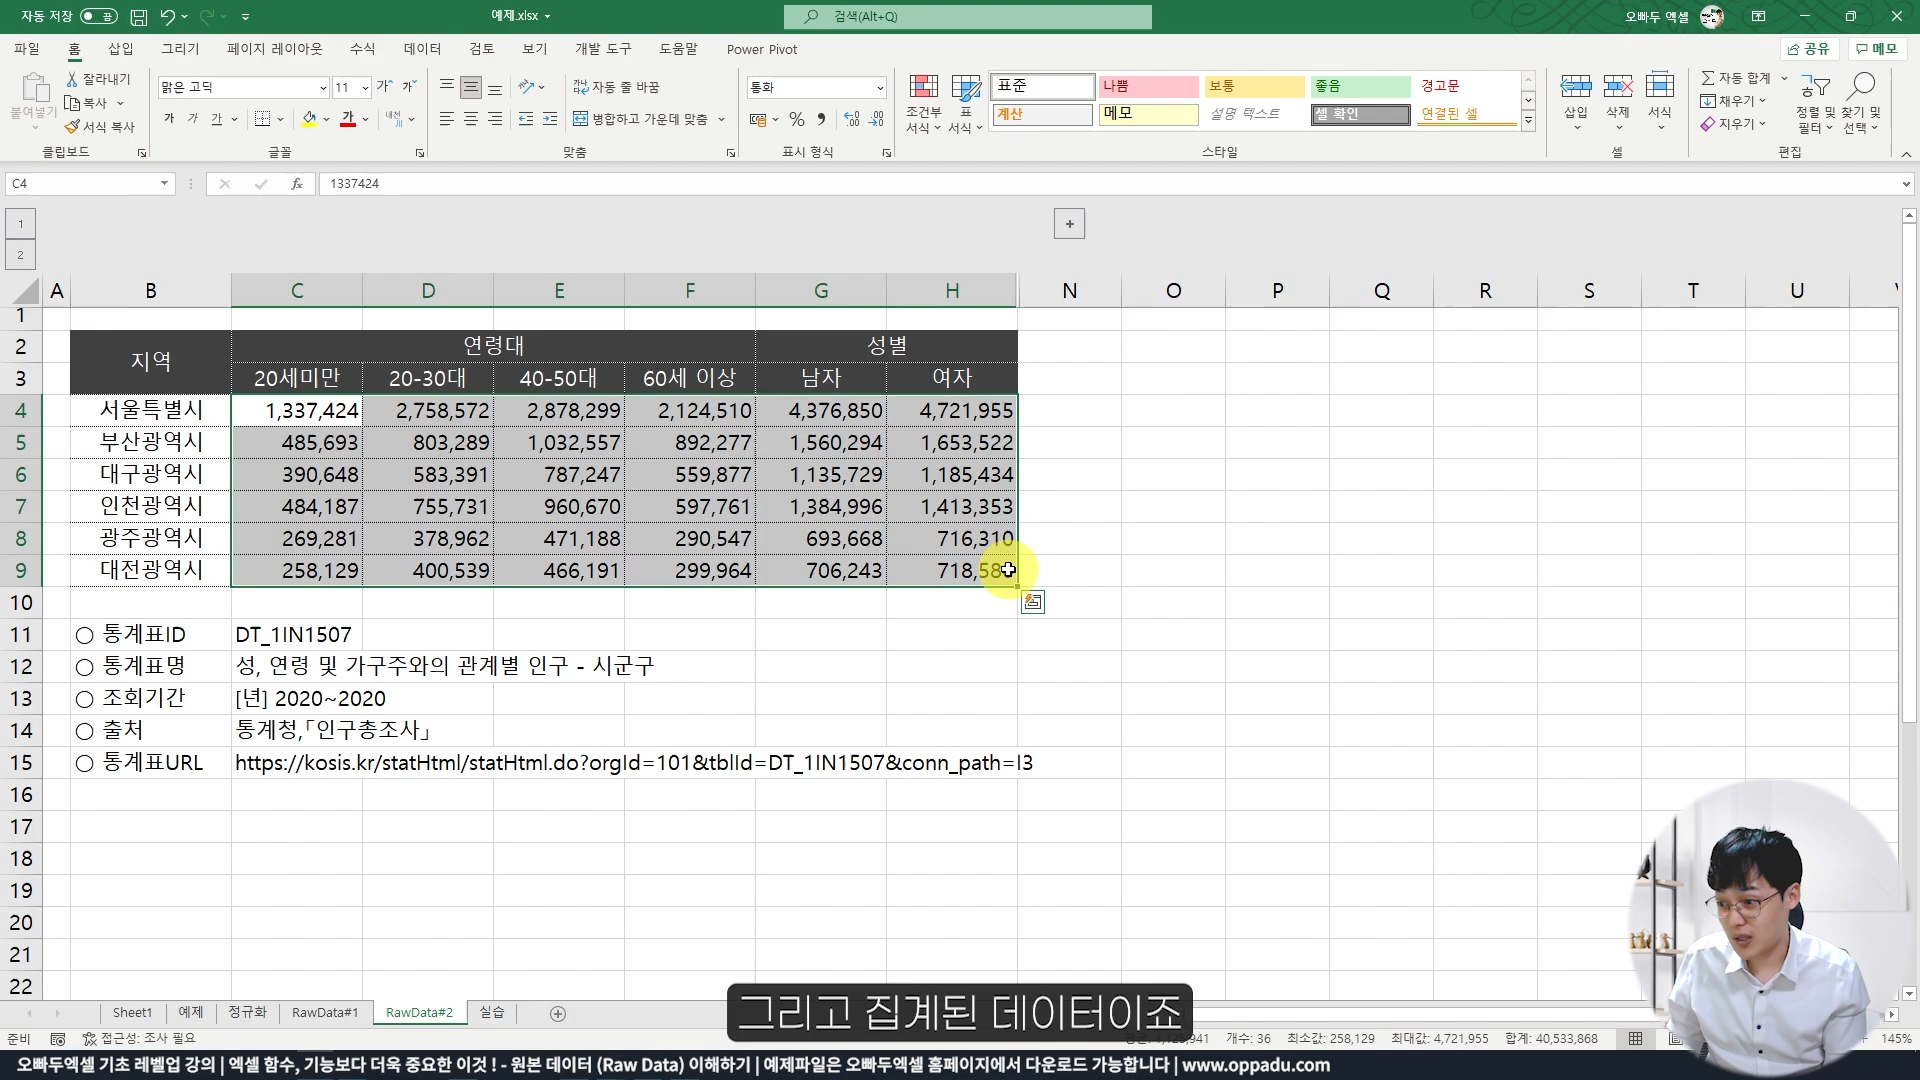 자동 저장 끔 예제.xlsx 검색(Alt+Q) 오빠두 엑셀
파일 홈 삽입 그리기 페이지 레이아웃 수식 데이터 검토 보기 개발 도구 도움말 Power Pivot 공유 메모
붙여넣기 잘라내기 복사 서식 복사 클립보드
맑은 고딕 11 가 가 가 글꼴
자동 줄 바꿈 병합하고 가운데 맞춤 맞춤
통화 % 표시 형식
조건부 서식 표 서식 표준 나쁨 보통 좋음 경고문
계산 메모 설명 텍스트 셀 확인 연결된 셀 스타일
삽입 삭제 서식 셀
자동 합계 채우기 지우기 정렬 및 필터 찾기 및 선택 편집
C4 fx 1337424
1
2
+
A B C D E F G H N O P Q R S T U
1
2 지역 연령대 성별
3 20세미만 20-30대 40-50대 60세 이상 남자 여자
4 서울특별시 1,337,424 2,758,572 2,878,299 2,124,510 4,376,850 4,721,955
5 부산광역시 485,693 803,289 1,032,557 892,277 1,560,294 1,653,522
6 대구광역시 390,648 583,391 787,247 559,877 1,135,729 1,185,434
7 인천광역시 484,187 755,731 960,670 597,761 1,384,996 1,413,353
8 광주광역시 269,281 378,962 471,188 290,547 693,668 716,310
9 대전광역시 258,129 400,539 466,191 299,964 706,243
10
11 ○ 통계표ID DT_1IN1507
12 ○ 통계표명 성, 연령 및 가구주와의 관계별 인구 - 시군구
13 ○ 조회기간 [년] 2020~2020
14 ○ 출처 통계청,「인구총조사」
15 ○ 통계표URL https://kosis.kr/statHtml/statHtml.do?orgId=101&tblId=DT_1IN1507&conn_path=I3
16
17
18
19
20
21
22
Sheet1 예제 정규화 RawData#1 RawData#2 실습
그리고 집계된 데이터이죠
준비 접근성: 조사 필요 개수: 36 최소값: 258,129 최대값: 4,721,955 합계: 40,533,868 145%
오빠두엑셀 기초 레벨업 강의 | 엑셀 함수, 기능보다 더욱 중요한 이것 ! - 원본 데이터 (Raw Data) 이해하기 | 예제파일은 오빠두엑셀 홈페이지에서 다운로드 가능합니다 | www.oppadu.com